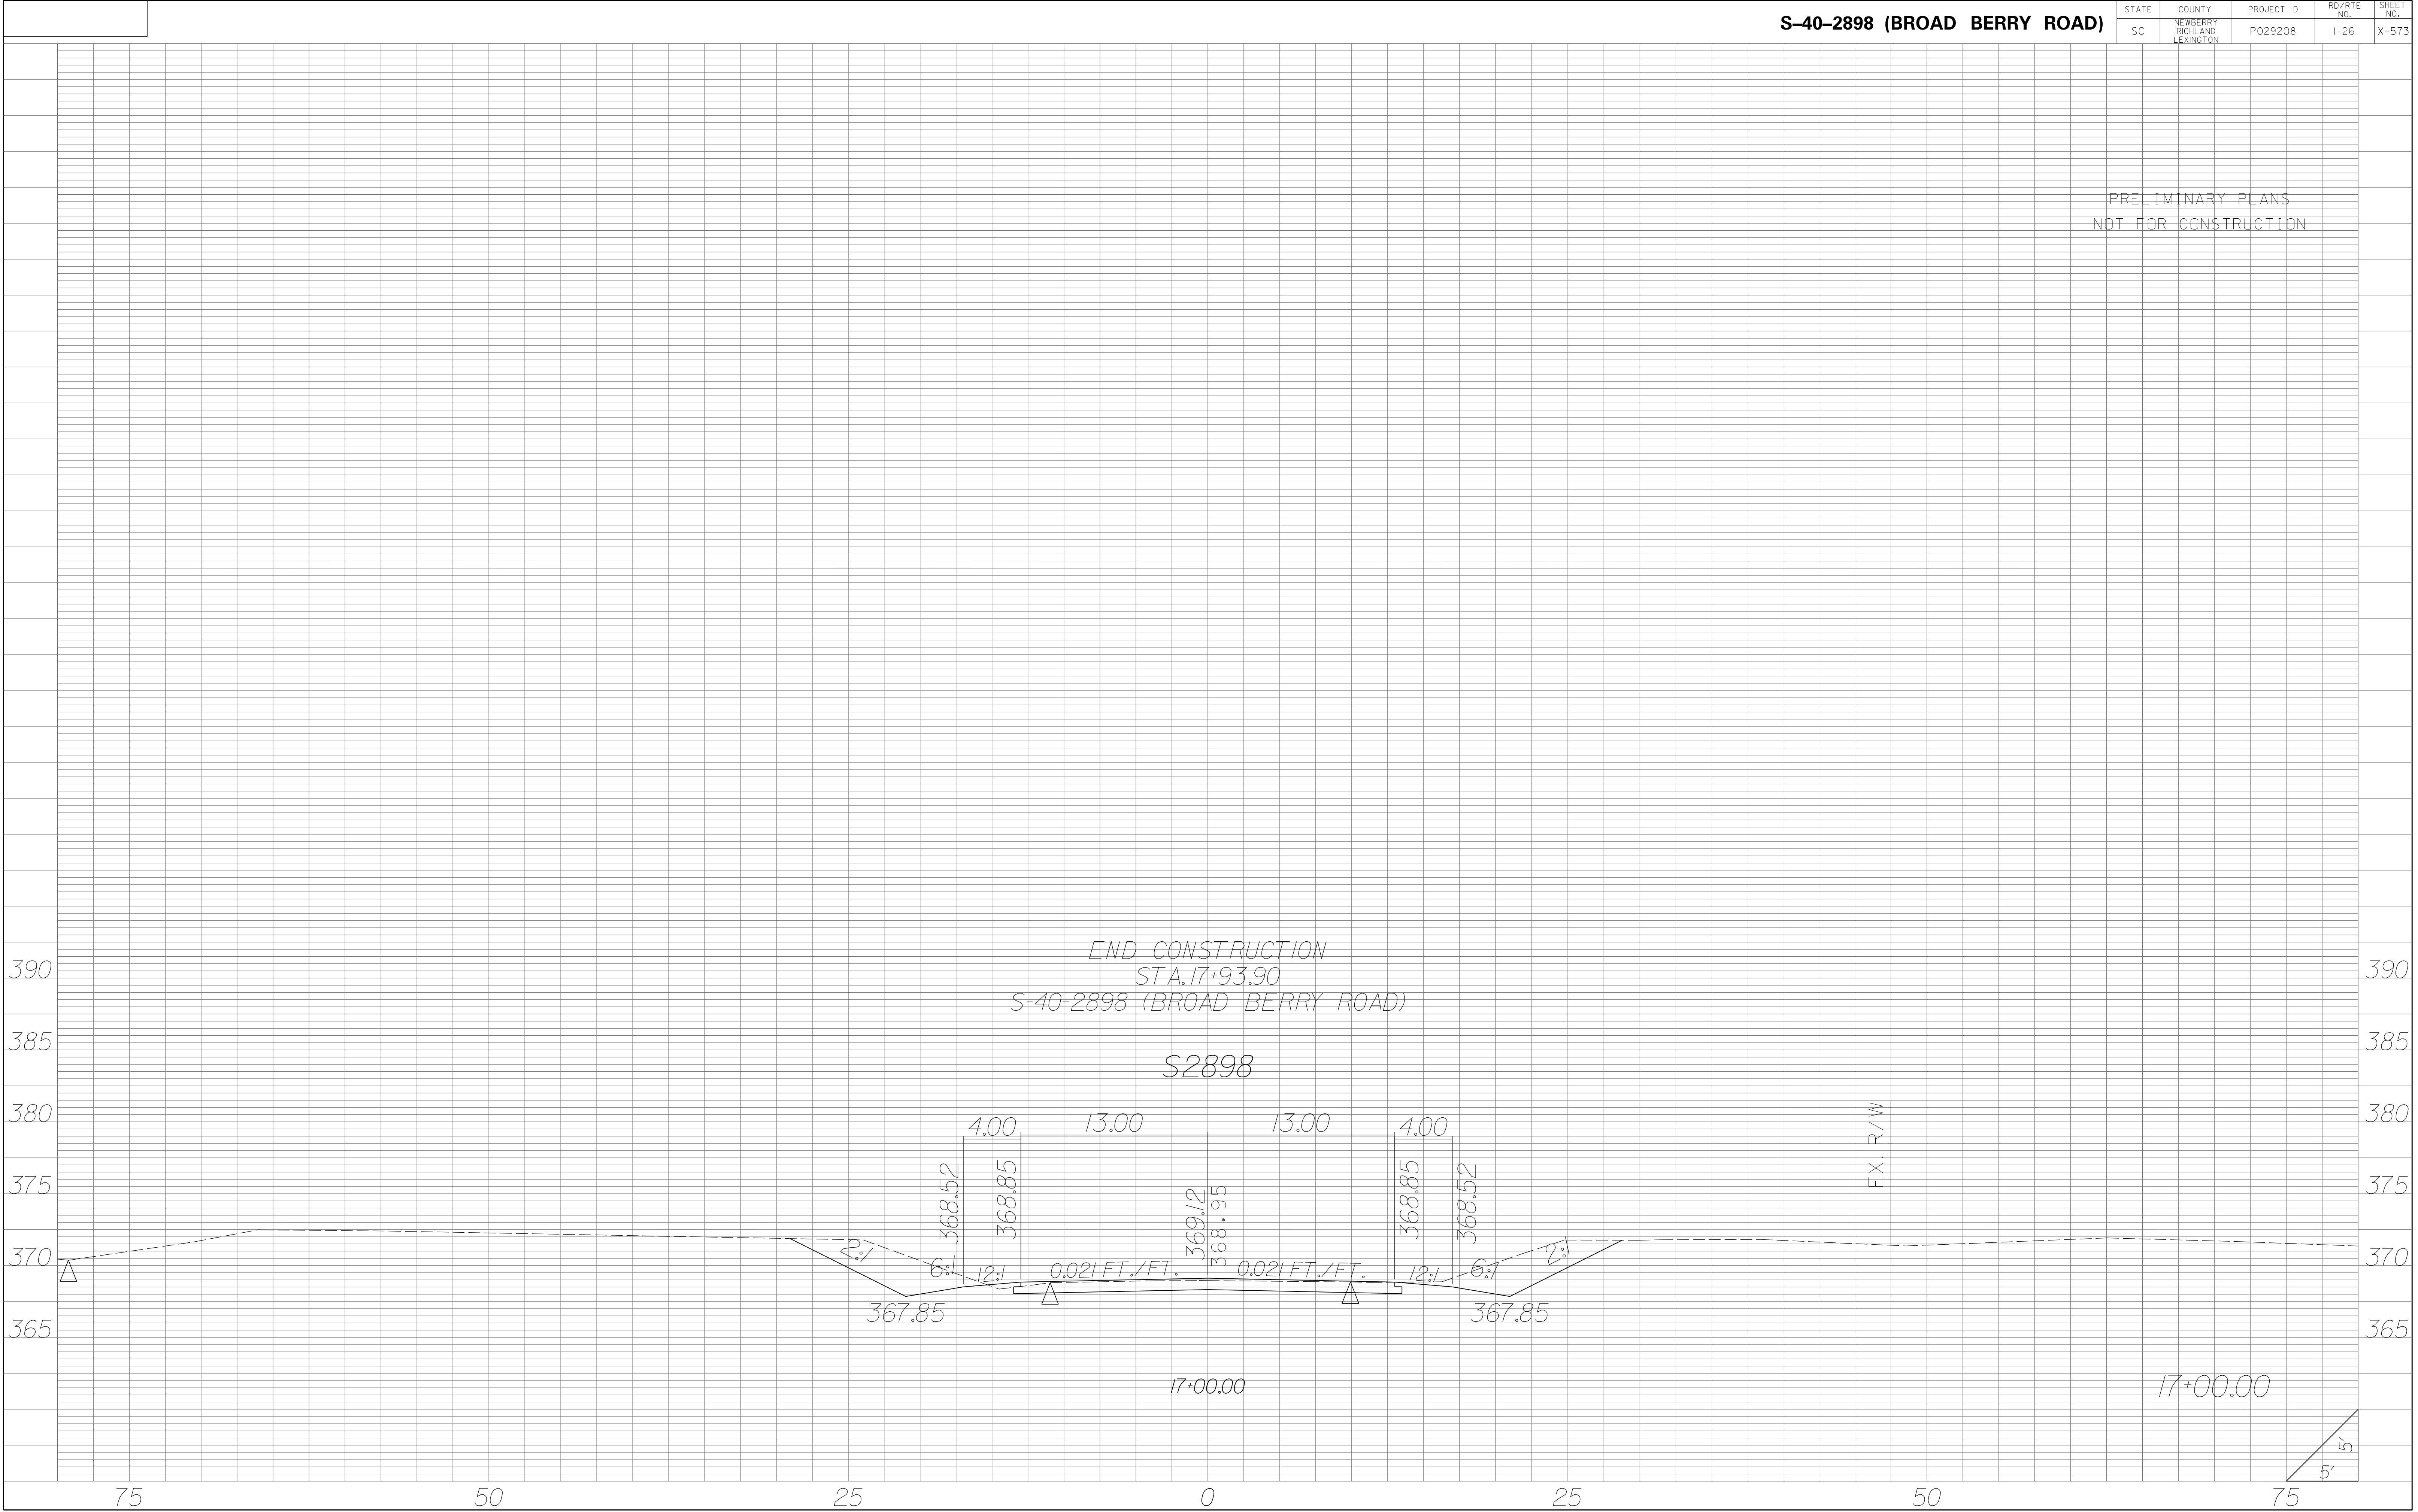 S-40-2898 (BROAD BERRY ROAD)
STATE COUNTY PROJECT ID RD/RTE NO. SHEET NO.
SC NEWBERRY RICHLAND LEXINGTON P029208 I-26 X-573
PRELIMINARY PLANS
NOT FOR CONSTRUCTION
END CONSTRUCTION
STA. 17+93.90
S-40-2898 (BROAD BERRY ROAD)
S2898
390 390
385 385
380 380
375 375
370 370
365 365
4.00 13.00 13.00 4.00
368.52 368.85 369.12 368.95 368.85 368.52
EX. R/W
2:1 6:1 12:1 0.021 FT./FT. 0.021 FT./FT. 12:1 6:1 2:1
367.85 367.85
17+00.00 17+00.00
5'
5'
75 50 25 0 25 50 75